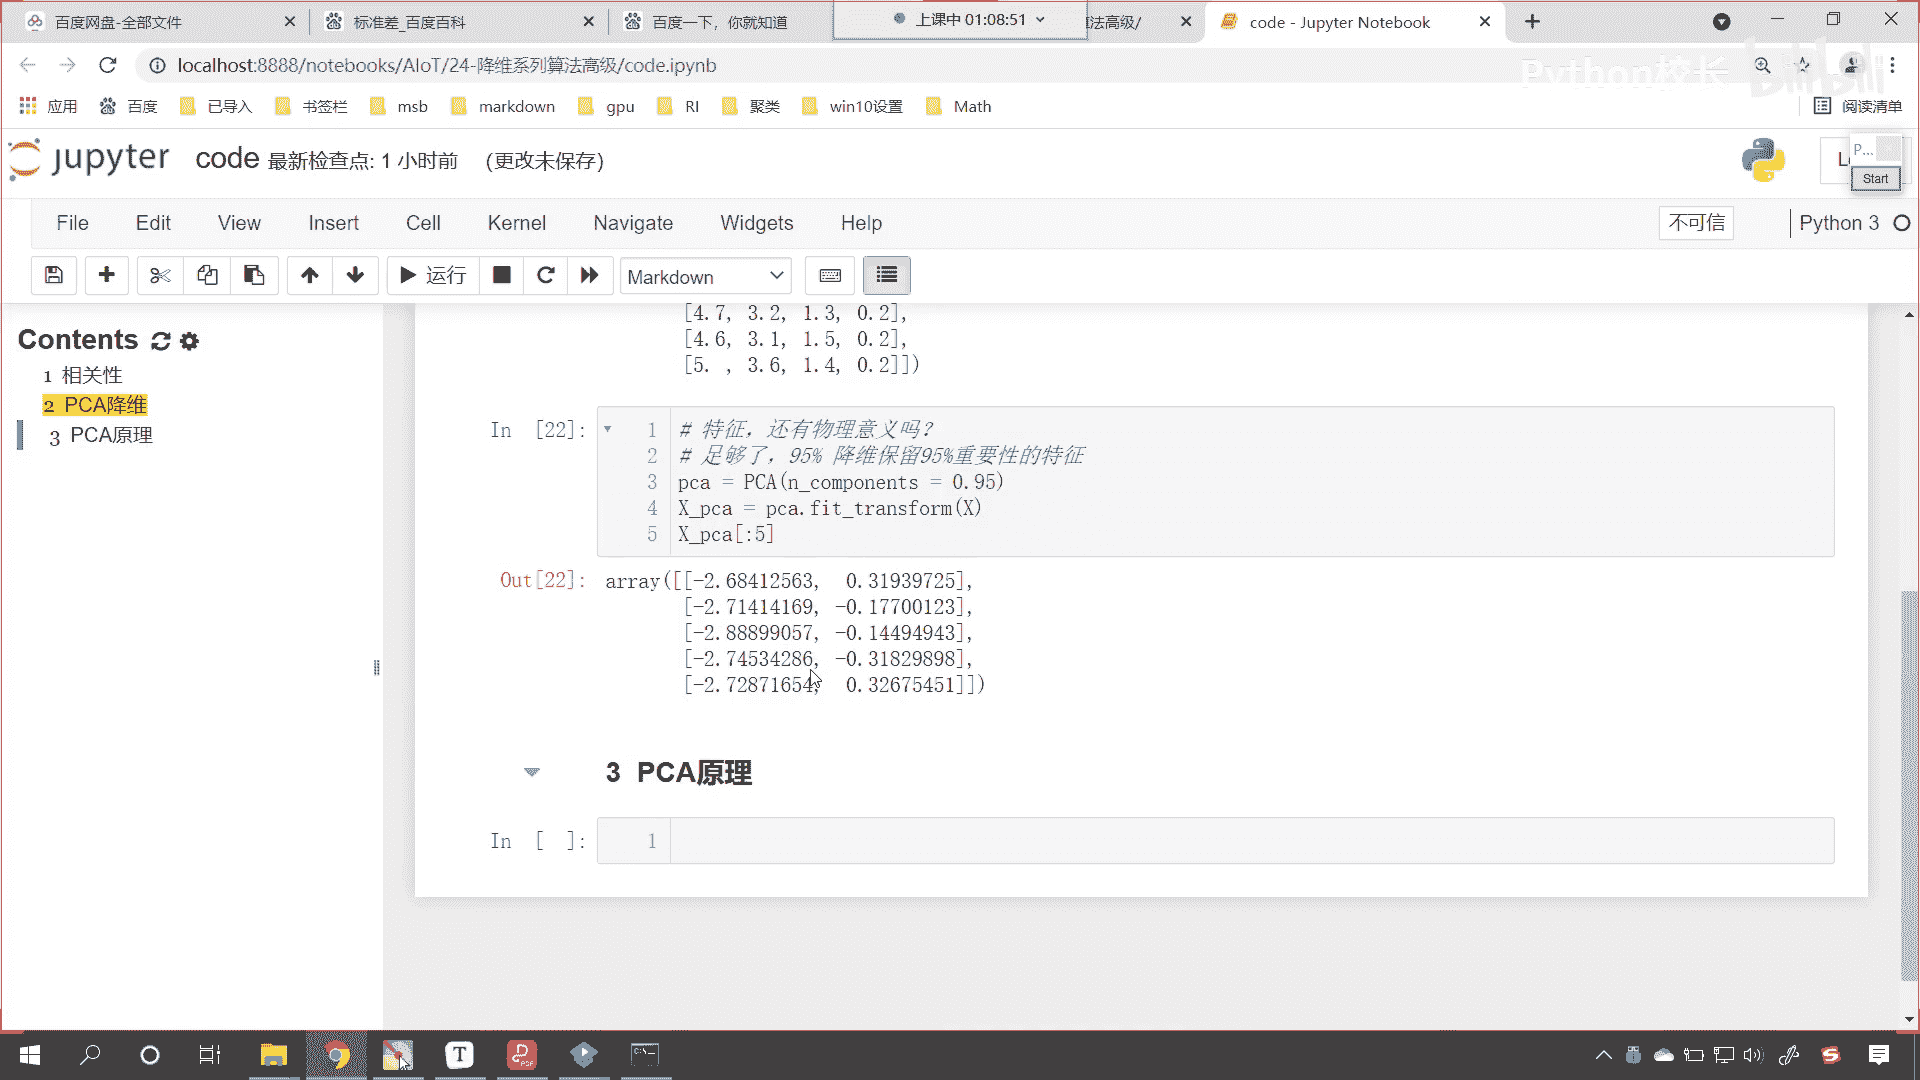 百度网盘-全部文件
标准差_百度百科
百度一下，你就知道
上课中 01:08:51
法高级/
code - Jupyter Notebook
localhost:8888/notebooks/AIoT/24-降维系列算法高级/code.ipynb
Python校长
bilibili
应用 百度 已导入 书签栏 msb markdown gpu RI 聚类 win10设置 Math 阅读清单
jupyter code 最新检查点: 1 小时前 (更改未保存)
P...
Start
File Edit View Insert Cell Kernel Navigate Widgets Help 不可信 Python 3
运行 Markdown
Contents
1 相关性
2 PCA降维
3 PCA原理
[4.7, 3.2, 1.3, 0.2],
[4.6, 3.1, 1.5, 0.2],
[5. , 3.6, 1.4, 0.2]])
In [22]:
1 # 特征，还有物理意义吗？
2 # 足够了，95% 降维保留95%重要性的特征
3 pca = PCA(n_components = 0.95)
4 X_pca = pca.fit_transform(X)
5 X_pca[:5]
Out[22]: array([[-2.68412563, 0.31939725],
[-2.71414169, -0.17700123],
[-2.88899057, -0.14494943],
[-2.74534286, -0.31829898],
[-2.72871654, 0.32675451]])
3 PCA原理
In [ ]: 1